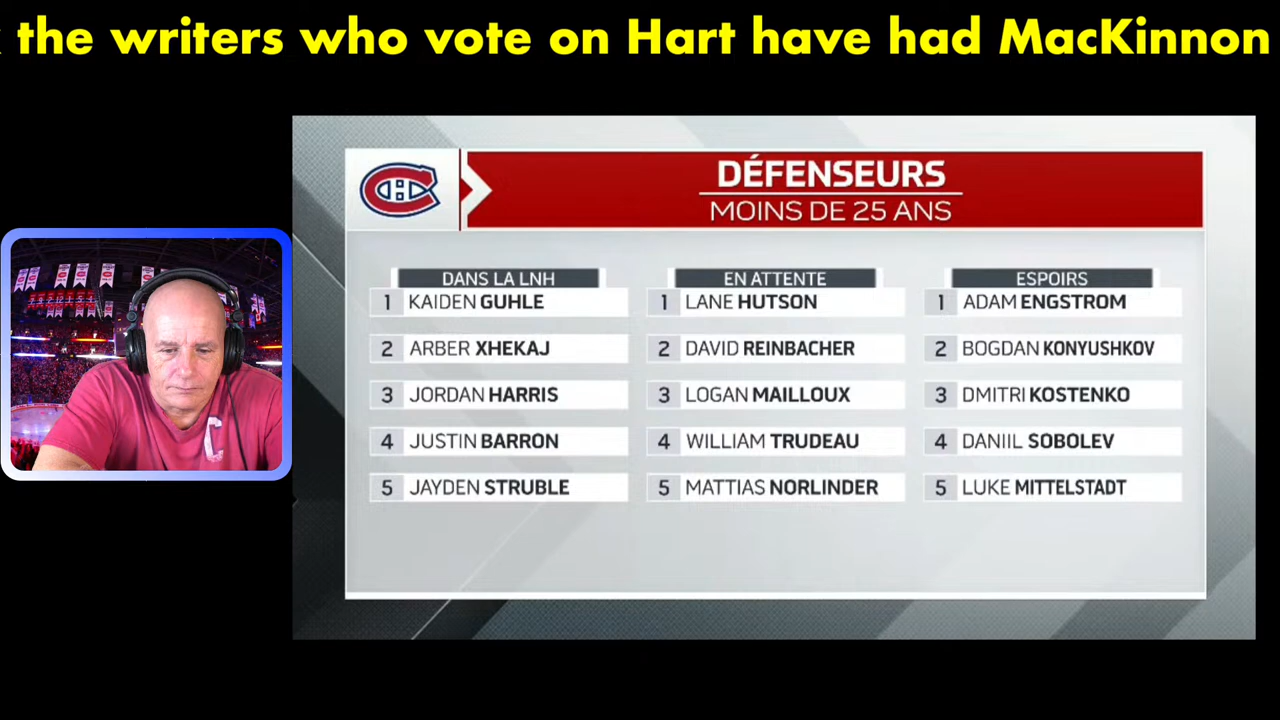 the writers who vote on Hart have had MacKinnon
DÉFENSEURS
MOINS DE 25 ANS
DANS LA LNH
1 KAIDEN GUHLE
2 ARBER XHEKAJ
3 JORDAN HARRIS
4 JUSTIN BARRON
5 JAYDEN STRUBLE
EN ATTENTE
1 LANE HUTSON
2 DAVID REINBACHER
3 LOGAN MAILLOUX
4 WILLIAM TRUDEAU
5 MATTIAS NORLINDER
ESPOIRS
1 ADAM ENGSTROM
2 BOGDAN KONYUSHKOV
3 DMITRI KOSTENKO
4 DANIIL SOBOLEV
5 LUKE MITTELSTADT